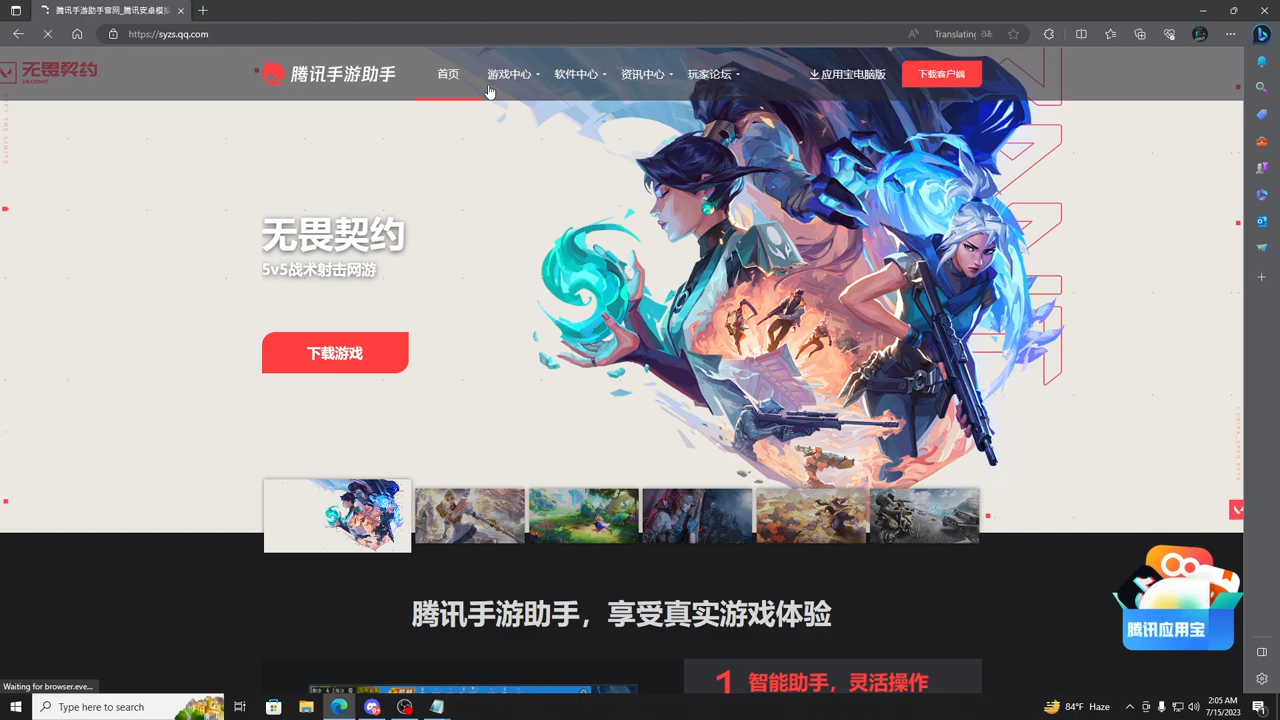 腾讯手游助手官网_腾讯安卓模
https://syzs.qq.com
Translating
无畏契约
腾讯手游助手
首页
游戏中心
软件中心
资讯中心
玩家论坛
应用宝电脑版
下载客户端
无畏契约
5v5战术射击网游
下载游戏
腾讯手游助手，享受真实游戏体验
腾讯应用宝
1 智能助手，灵活操作
Waiting for browser.eve...
Type here to search
84°F Haze
2:05 AM
7/15/2023